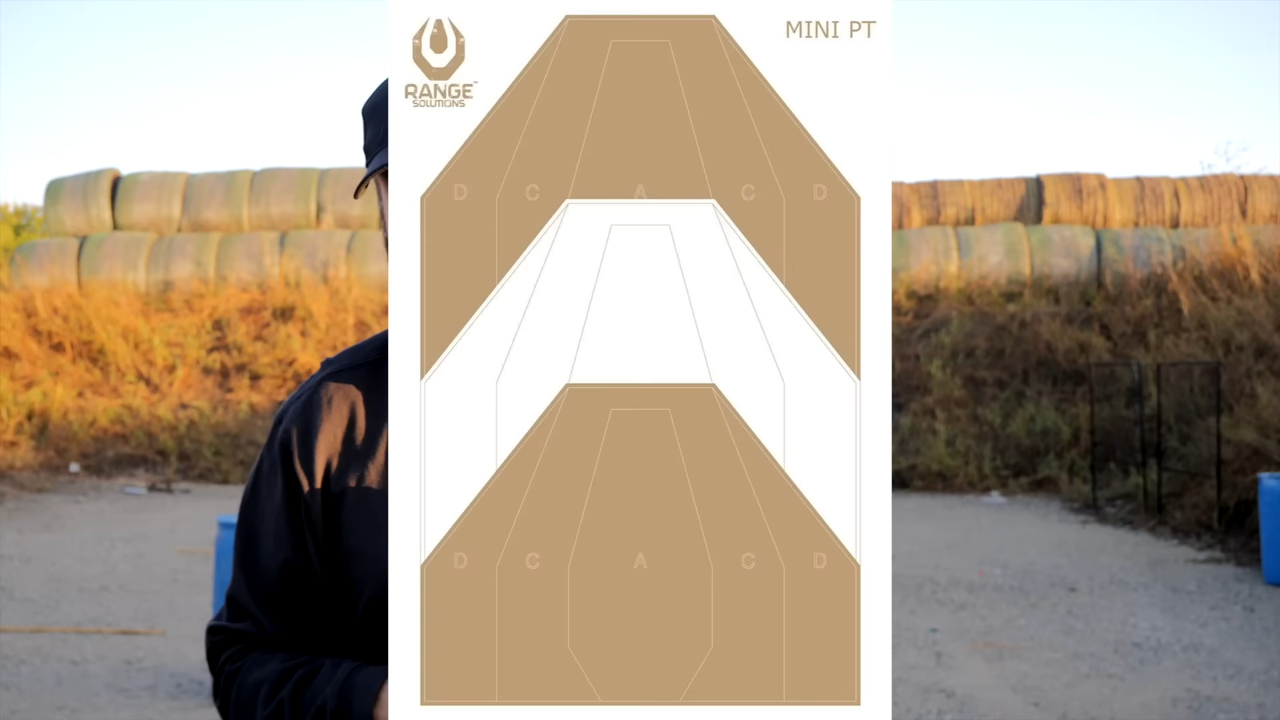 MINI PT
RANGE
SOLUTIONS
D C A C D
D C A C D